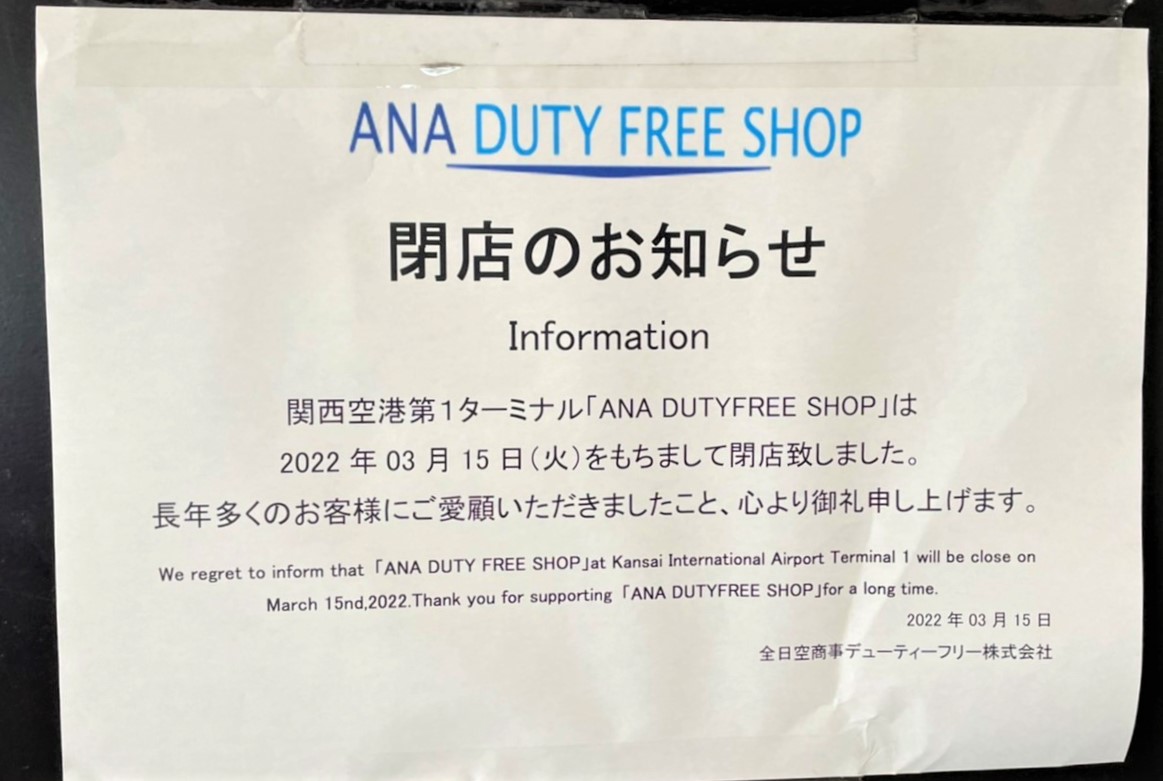 ANA DUTY FREE SHOP
閉店のお知らせ
Information
関西空港第1ターミナル「ANA DUTYFREE SHOP」は
2022 年 03 月 15 日(火)をもちまして閉店致しました。
長年多くのお客様にご愛顧いただきましたこと、心より御礼申し上げます。
We regret to inform that 「ANA DUTY FREE SHOP」at Kansai International Airport Terminal 1 will be close on
March 15nd,2022.Thank you for supporting 「ANA DUTYFREE SHOP」for a long time.
2022 年 03 月 15 日
全日空商事デューティーフリー株式会社